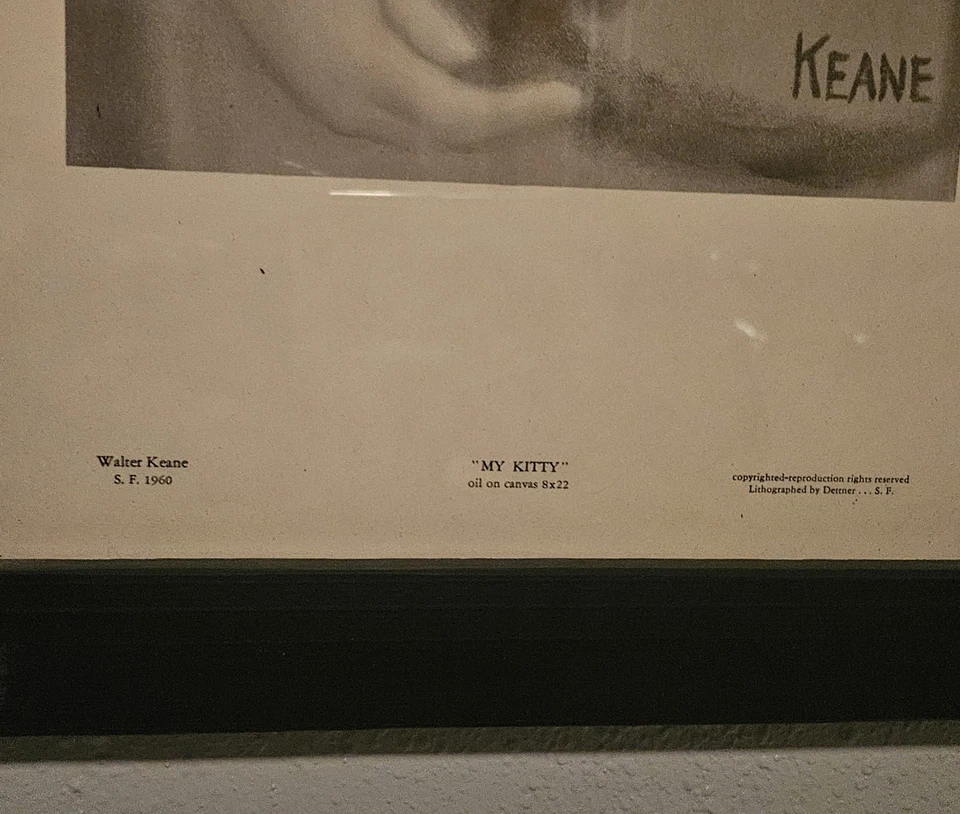 KEANE
Walter Keane
S. F. 1960
"MY KITTY"
oil on canvas 8x22
copyrighted-reproduction rights reserved
Lithographed by Dettner . . . S. F.